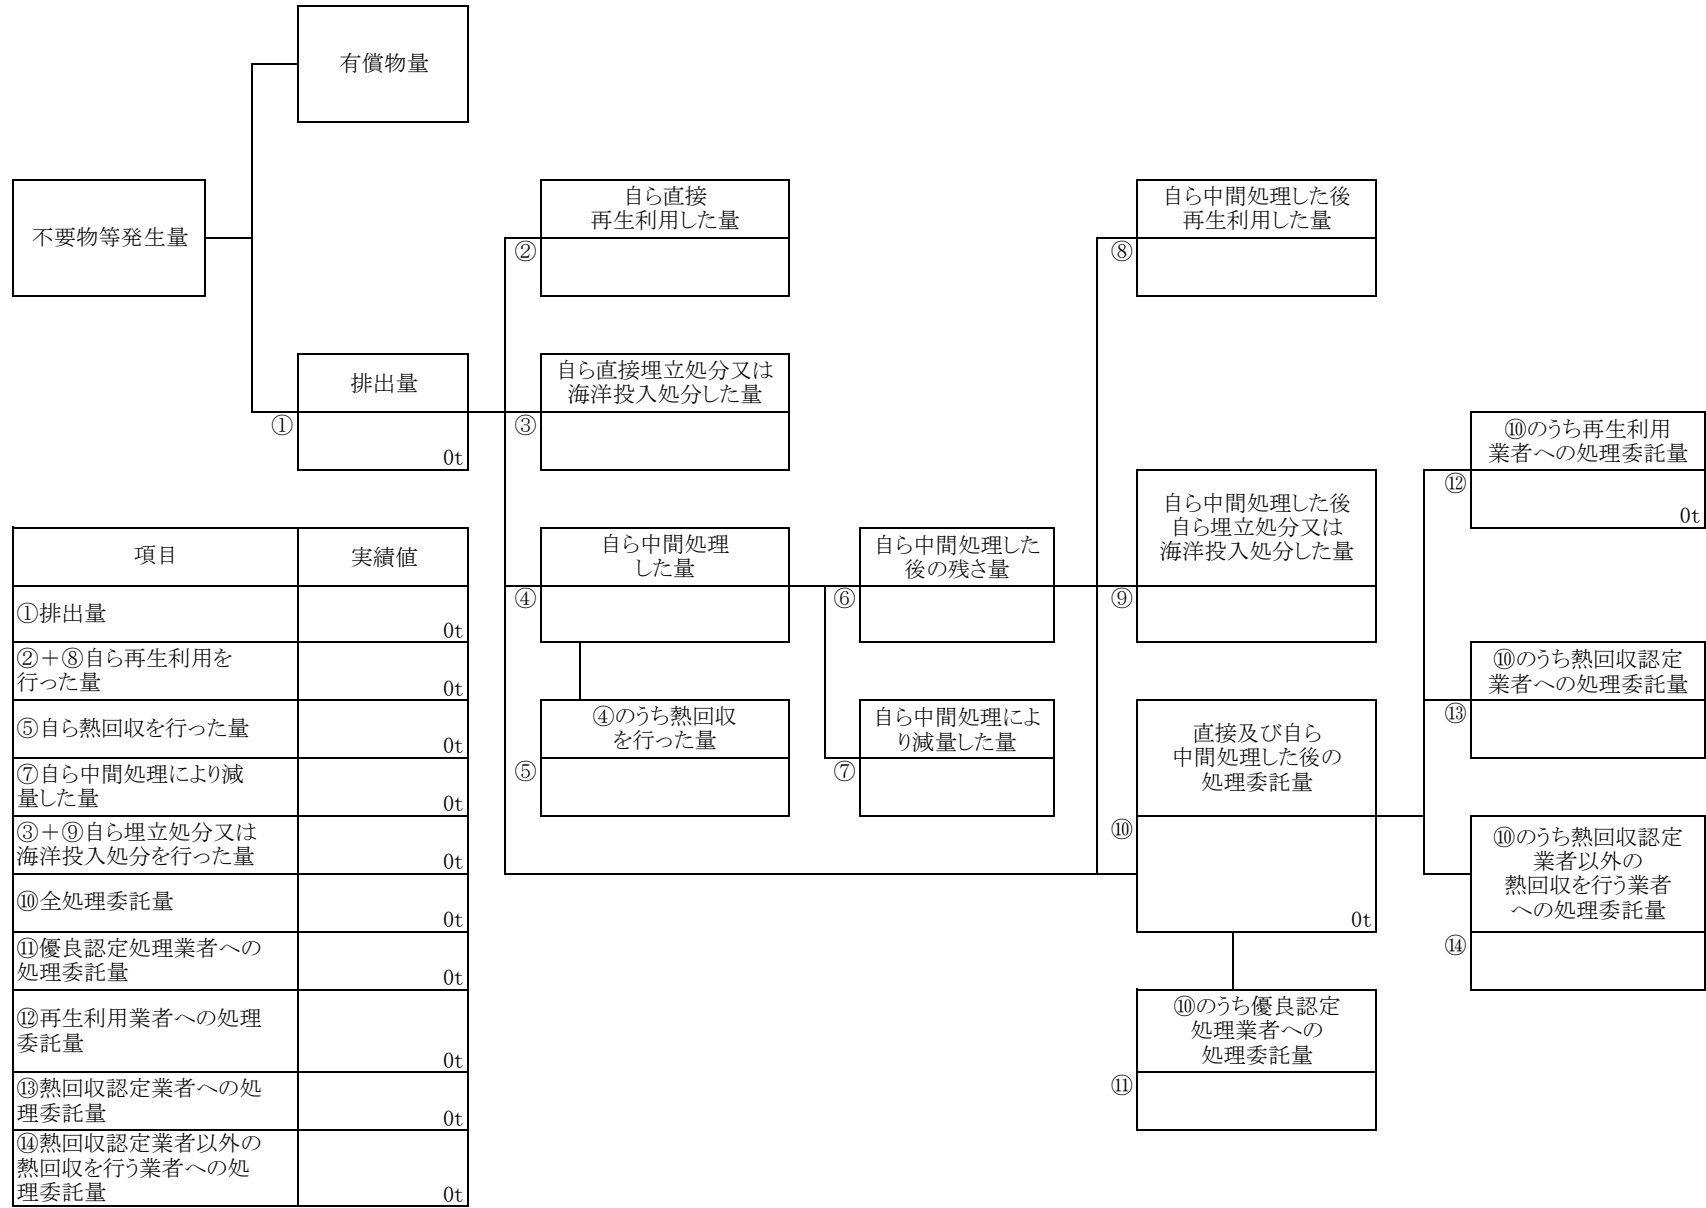 有償物量
不要物等発生量
排出量
①
0t
自ら直接
再生利用した量
②
自ら直接埋立処分又は
海洋投入処分した量
③
自ら中間処理
した量
④
④のうち熱回収
を行った量
⑤
自ら中間処理した
後の残さ量
⑥
自ら中間処理によ
り減量した量
⑦
自ら中間処理した後
再生利用した量
⑧
自ら中間処理した後
自ら埋立処分又は
海洋投入処分した量
⑨
直接及び自ら
中間処理した後の
処理委託量
⑩
0t
⑩のうち優良認定
処理業者への
処理委託量
⑪
⑩のうち再生利用
業者への処理委託量
⑫
0t
⑩のうち熱回収認定
業者への処理委託量
⑬
⑩のうち熱回収認定
業者以外の
熱回収を行う業者
への処理委託量
⑭
項目 実績値
①排出量
0t
②＋⑧自ら再生利用を
行った量
0t
⑤自ら熱回収を行った量
0t
⑦自ら中間処理により減
量した量
0t
③＋⑨自ら埋立処分又は
海洋投入処分を行った量
0t
⑩全処理委託量
0t
⑪優良認定処理業者への
処理委託量
0t
⑫再生利用業者への処理
委託量
0t
⑬熱回収認定業者への処
理委託量
0t
⑭熱回収認定業者以外の
熱回収を行う業者への処
理委託量
0t